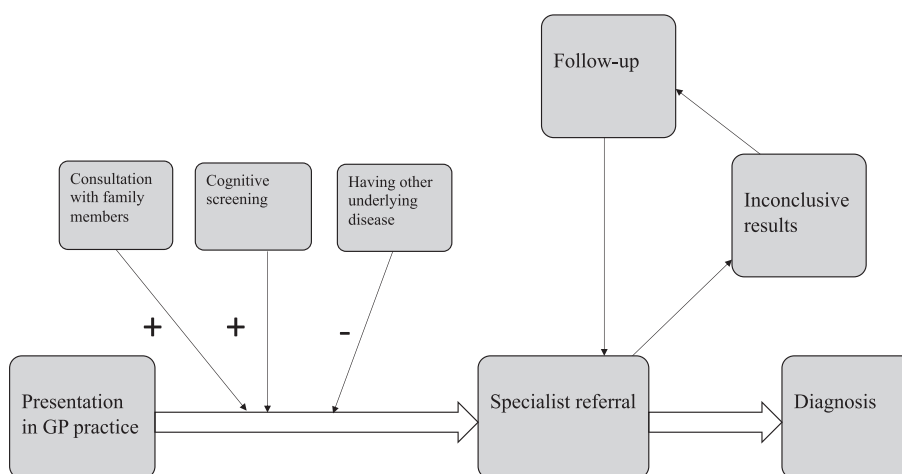 Follow-up
Consultation
with family
members
Cognitive
screening
Having other
underlying
disease
Inconclusive
results
+
+
-
Presentation
in GP practice
Specialist referral
Diagnosis